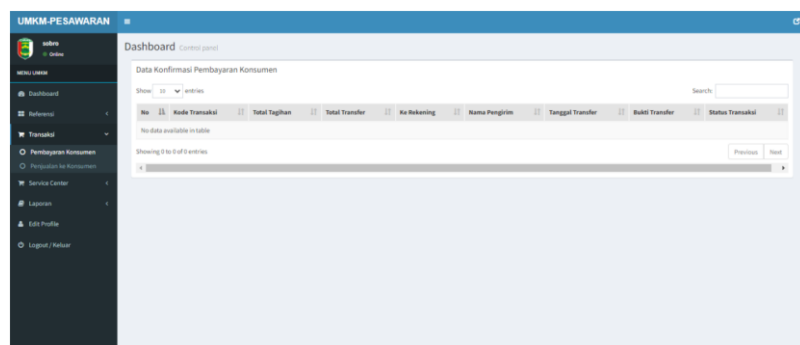 UMKM-PESAWARAN
sobro
Online
MENU UMKM
Dashboard
Referensi
Transaksi
Pembayaran Konsumen
Penjualan ke Konsumen
Service Center
Laporan
Edit Profile
Logout / Keluar
Dashboard Control panel
Data Konfirmasi Pembayaran Konsumen
Show 10 entries
Search:
No Kode Transaksi Total Tagihan Total Transfer Ke Rekening Nama Pengirim Tanggal Transfer Bukti Transfer Status Transaksi
No data available in table
Showing 0 to 0 of 0 entries
Previous Next